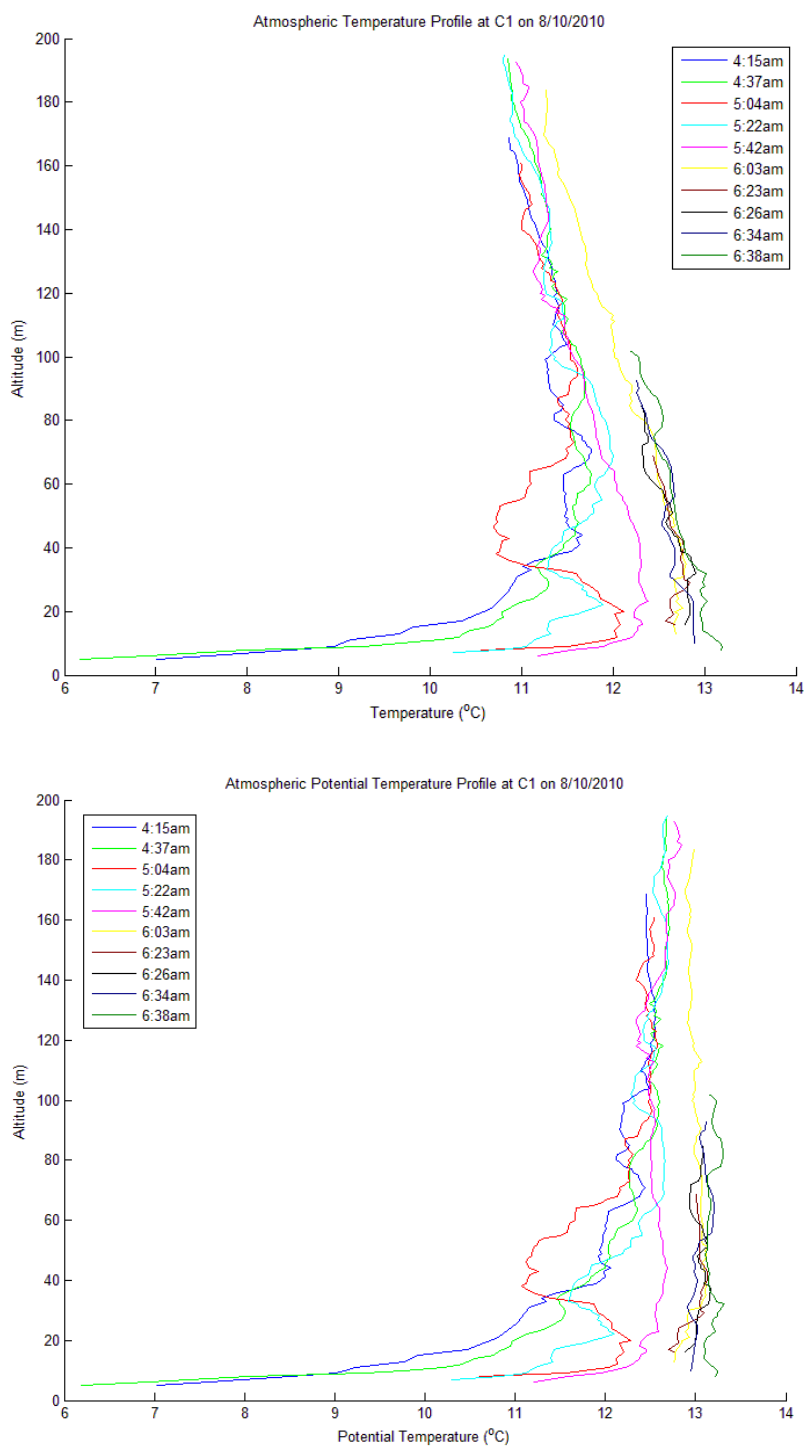 Atmospheric Temperature Profile at C1 on 8/10/2010
200
180
160
140
120
100
80
60
40
20
0
Altitude (m)
4:15am
4:37am
5:04am
5:22am
5:42am
6:03am
6:23am
6:26am
6:34am
6:38am
6 7 8 9 10 11 12 13 14
Temperature (°C)
Atmospheric Potential Temperature Profile at C1 on 8/10/2010
200
180
160
140
120
100
80
60
40
20
0
Altitude (m)
4:15am
4:37am
5:04am
5:22am
5:42am
6:03am
6:23am
6:26am
6:34am
6:38am
6 7 8 9 10 11 12 13 14
Potential Temperature (°C)